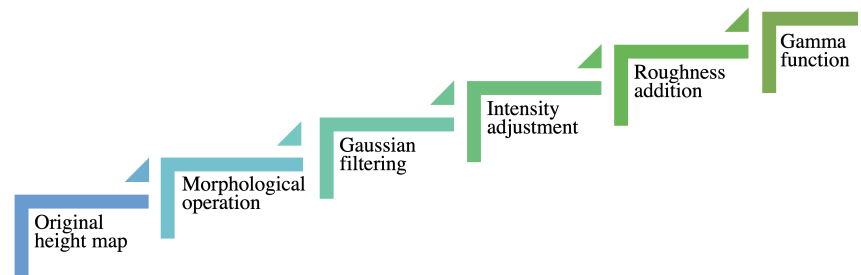 Original
height map
Morphological
operation
Gaussian
filtering
Intensity
adjustment
Roughness
addition
Gamma
function